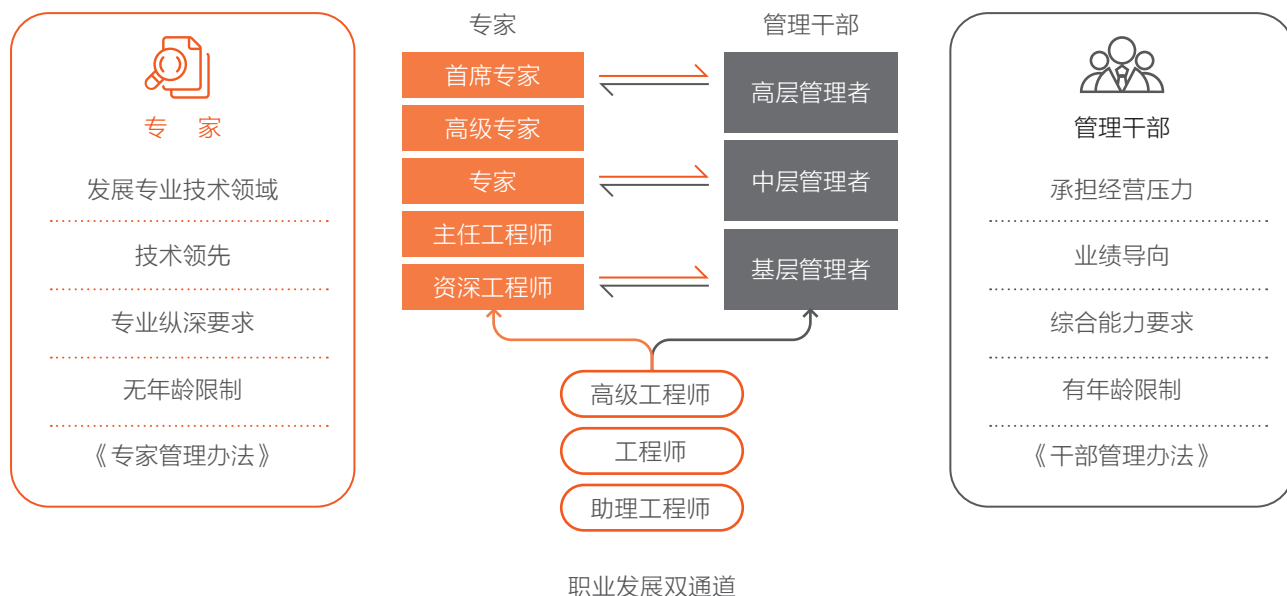 专 家
发展专业技术领域
技术领先
专业纵深要求
无年龄限制
《专家管理办法》
专家
首席专家
高级专家
专家
主任工程师
资深工程师
管理干部
高层管理者
中层管理者
基层管理者
高级工程师
工程师
助理工程师
管理干部
承担经营压力
业绩导向
综合能力要求
有年龄限制
《干部管理办法》
职业发展双通道